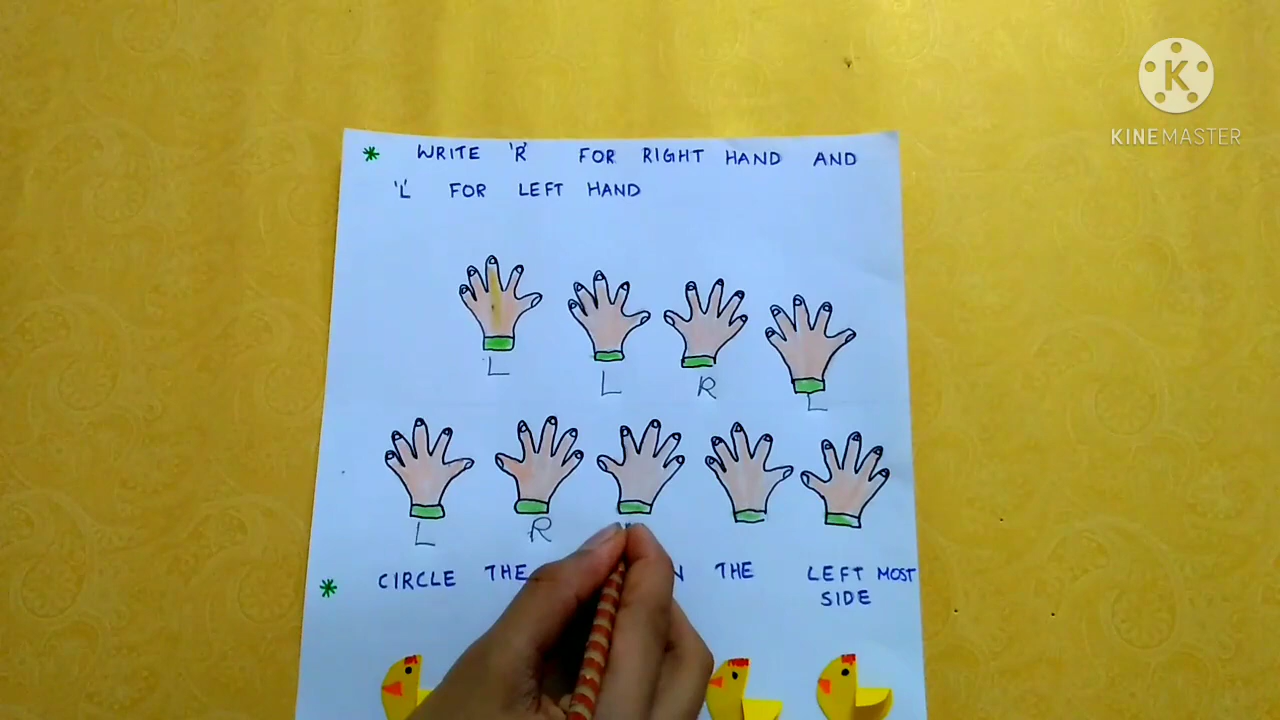 KINEMASTER
* WRITE 'R' FOR RIGHT HAND AND
'L' FOR LEFT HAND
L L R L
L R
* CIRCLE THE THE LEFT MOST
SIDE